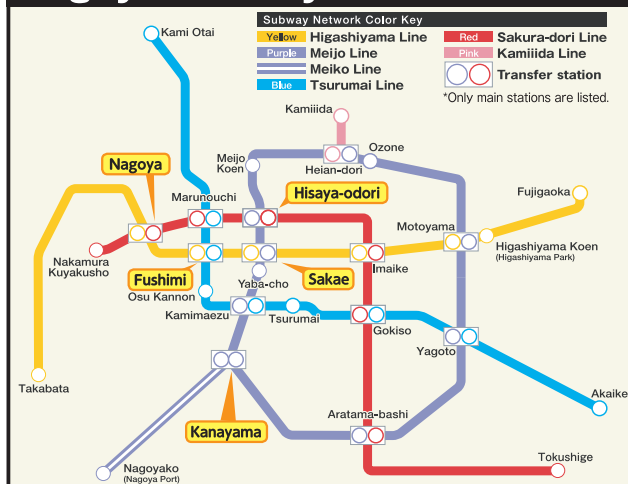 Subway Network Color Key
Yellow Higashiyama Line
Purple Meijo Line
Meiko Line
Blue Tsurumai Line
Red Sakura-dori Line
Pink Kamiiida Line
Transfer station
*Only main stations are listed.
Kami Otai
Kamiiida
Meijo
Koen
Ozone
Heian-dori
Nagoya
Marunouchi
Hisaya-odori
Fujigaoka
Motoyama
Nakamura
Kuyakusho
Higashiyama Koen
(Higashiyama Park)
Fushimi
Sakae
Imaike
Yaba-cho
Osu Kannon
Kamimaezu
Tsurumai
Gokiso
Yagoto
Takabata
Akaike
Kanayama
Aratama-bashi
Nagoyako
(Nagoya Port)
Tokushige